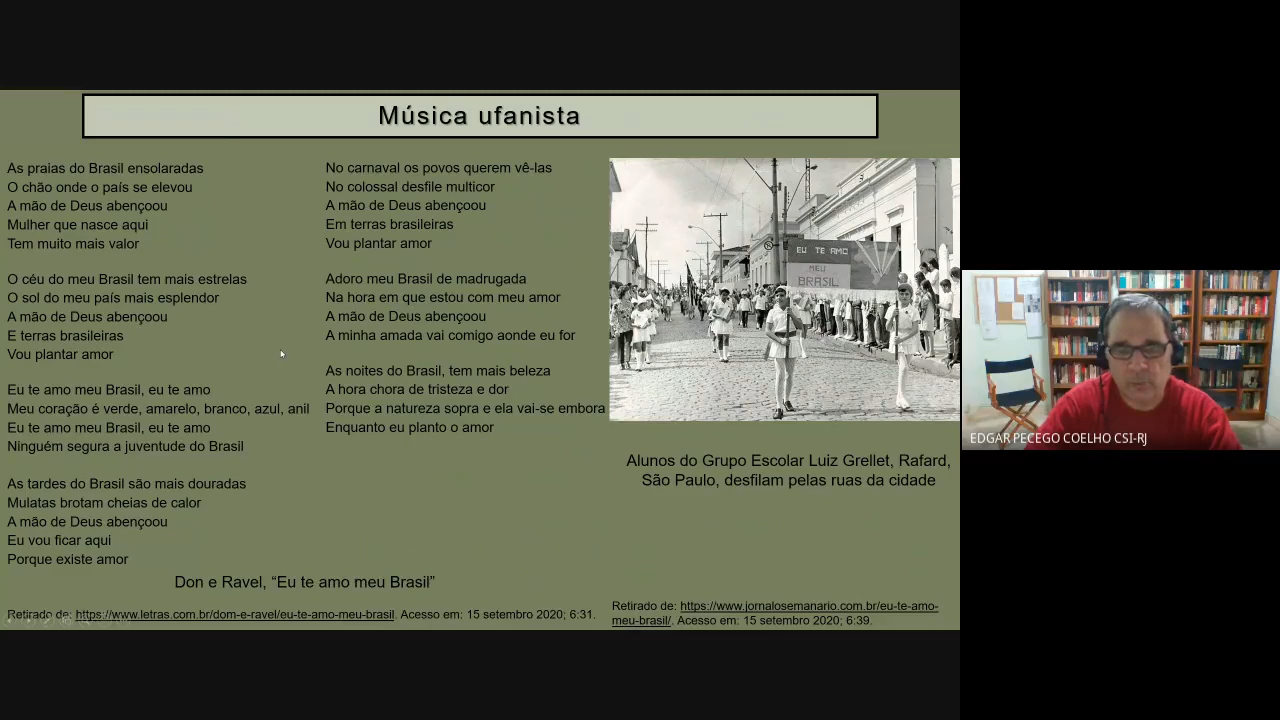 Música ufanista
As praias do Brasil ensolaradas
O chão onde o país se elevou
A mão de Deus abençoou
Mulher que nasce aqui
Tem muito mais valor
O céu do meu Brasil tem mais estrelas
O sol do meu país mais esplendor
A mão de Deus abençoou
E terras brasileiras
Vou plantar amor
Eu te amo meu Brasil, eu te amo
Meu coração é verde, amarelo, branco, azul, anil
Eu te amo meu Brasil, eu te amo
Ninguém segura a juventude do Brasil
As tardes do Brasil são mais douradas
Mulatas brotam cheias de calor
A mão de Deus abençoou
Eu vou ficar aqui
Porque existe amor
No carnaval os povos querem vê-las
No colossal desfile multicor
A mão de Deus abençoou
Em terras brasileiras
Vou plantar amor
Adoro meu Brasil de madrugada
Na hora em que estou com meu amor
A mão de Deus abençoou
A minha amada vai comigo aonde eu for
As noites do Brasil, tem mais beleza
A hora chora de tristeza e dor
Porque a natureza sopra e ela vai-se embora
Enquanto eu planto o amor
Don e Ravel, “Eu te amo meu Brasil”
Retirado de: https://www.letras.com.br/dom-e-ravel/eu-te-amo-meu-brasil. Acesso em: 15 setembro 2020; 6:31.
EU TE AMO
MEU
BRASIL
Alunos do Grupo Escolar Luiz Grellet, Rafard,
São Paulo, desfilam pelas ruas da cidade
Retirado de: https://www.jornalosemanario.com.br/eu-te-amo-
meu-brasil/. Acesso em: 15 setembro 2020; 6:39.
EDGAR PECEGO COELHO CSI-RJ